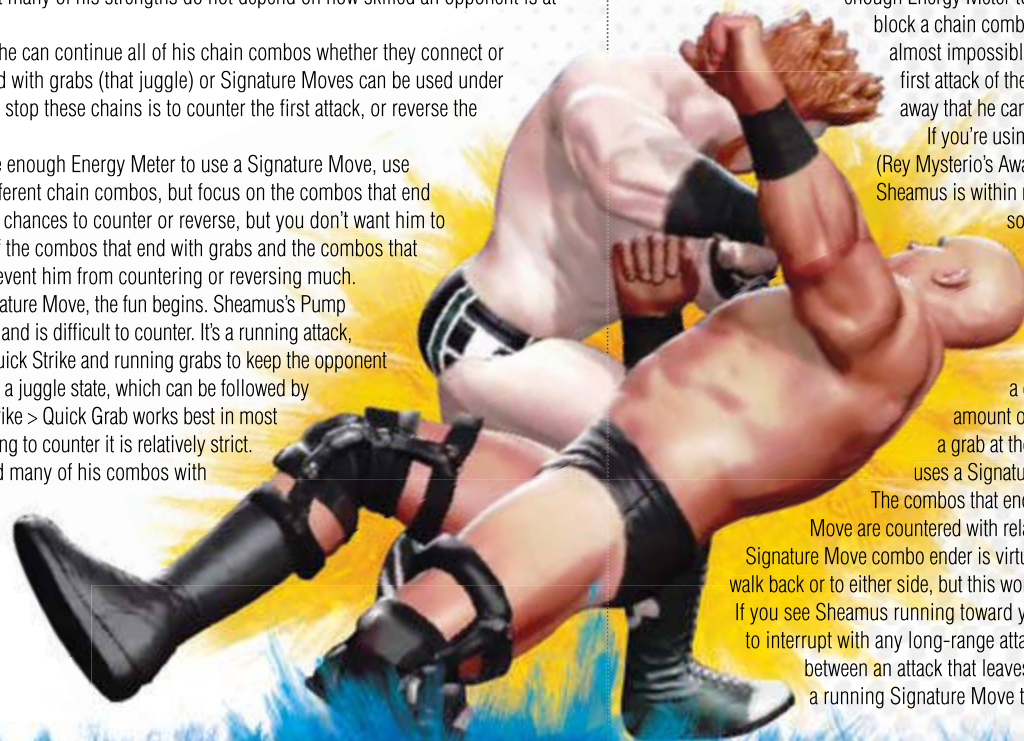 t many of his strengths do not depend on how skilled an opponent is at
he can continue all of his chain combos whether they connect or
d with grabs (that juggle) or Signature Moves can be used under
stop these chains is to counter the first attack, or reverse the
e enough Energy Meter to use a Signature Move, use
fferent chain combos, but focus on the combos that end
chances to counter or reverse, but you don't want him to
f the combos that end with grabs and the combos that
event him from countering or reversing much.
ature Move, the fun begins. Sheamus's Pump
and is difficult to counter. It's a running attack,
uick Strike and running grabs to keep the opponent
a juggle state, which can be followed by
rike > Quick Grab works best in most
ng to counter it is relatively strict.
d many of his combos with
enough Energy Meter to
block a chain comb
almost impossibl
first attack of the
away that he can
If you're usin
(Rey Mysterio's Awa
Sheamus is within r
so
a c
amount o
a grab at the
uses a Signatu
The combos that end
Move are countered with rela
Signature Move combo ender is virtu
walk back or to either side, but this wo
If you see Sheamus running toward y
to interrupt with any long-range atta
between an attack that leaves
a running Signature Move t